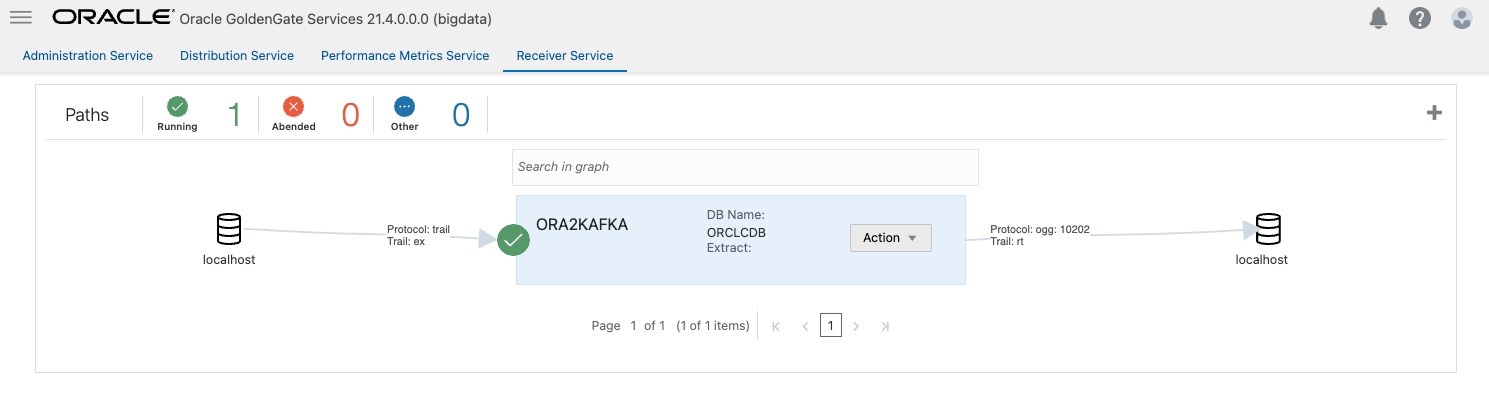 ORACLE® Oracle GoldenGate Services 21.4.0.0.0 (bigdata)
Administration Service Distribution Service Performance Metrics Service Receiver Service
Paths Running 1 Abended 0 Other 0
Search in graph
ORA2KAFKA
DB Name:
ORCLCDB
Extract:
Action
Protocol: trail
Trail: ex
Protocol: ogg: 10202
Trail: rt
localhost
localhost
Page 1 of 1 (1 of 1 items) 1